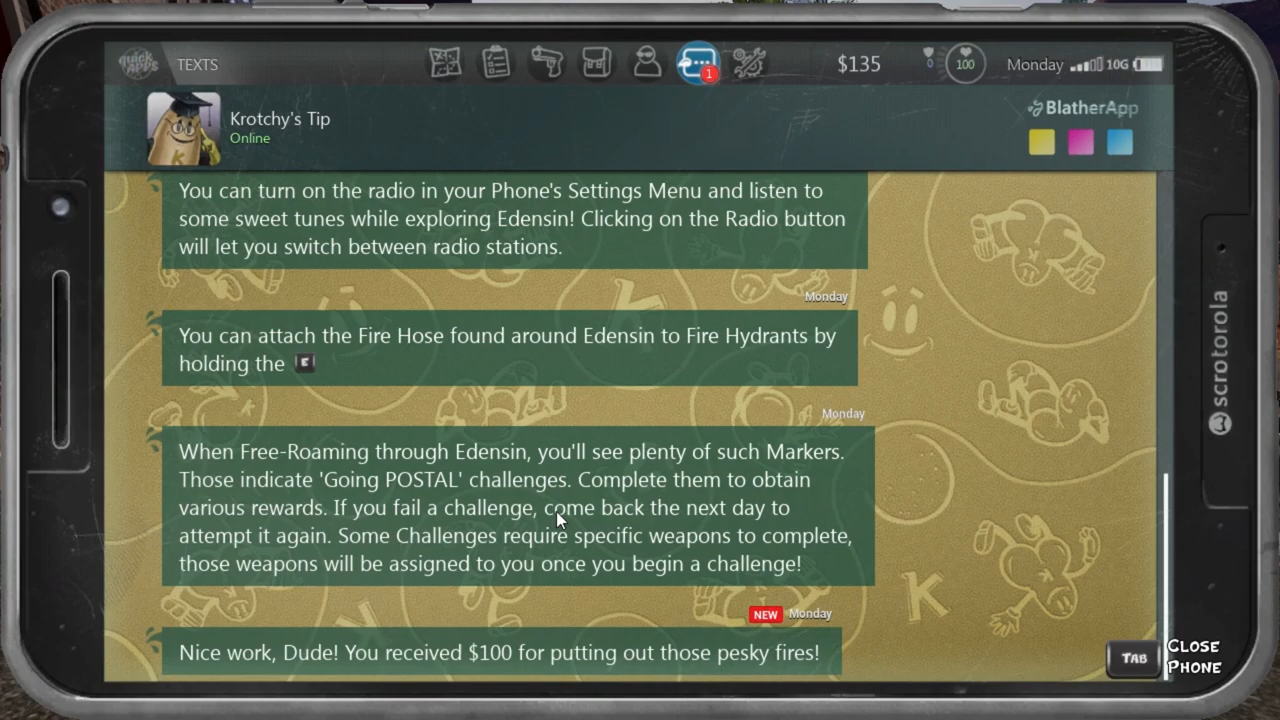 quick APPS TEXTS 1 $135 0 100 Monday 10G
Krotchy's Tip
Online
BlatherApp
You can turn on the radio in your Phone's Settings Menu and listen to
some sweet tunes while exploring Edensin! Clicking on the Radio button
will let you switch between radio stations.
Monday
You can attach the Fire Hose found around Edensin to Fire Hydrants by
holding the E
Monday
When Free-Roaming through Edensin, you'll see plenty of such Markers.
Those indicate 'Going POSTAL' challenges. Complete them to obtain
various rewards. If you fail a challenge, come back the next day to
attempt it again. Some Challenges require specific weapons to complete,
those weapons will be assigned to you once you begin a challenge!
NEW Monday
Nice work, Dude! You received $100 for putting out those pesky fires!
TAB CLOSE
PHONE
scrotorola
K
K